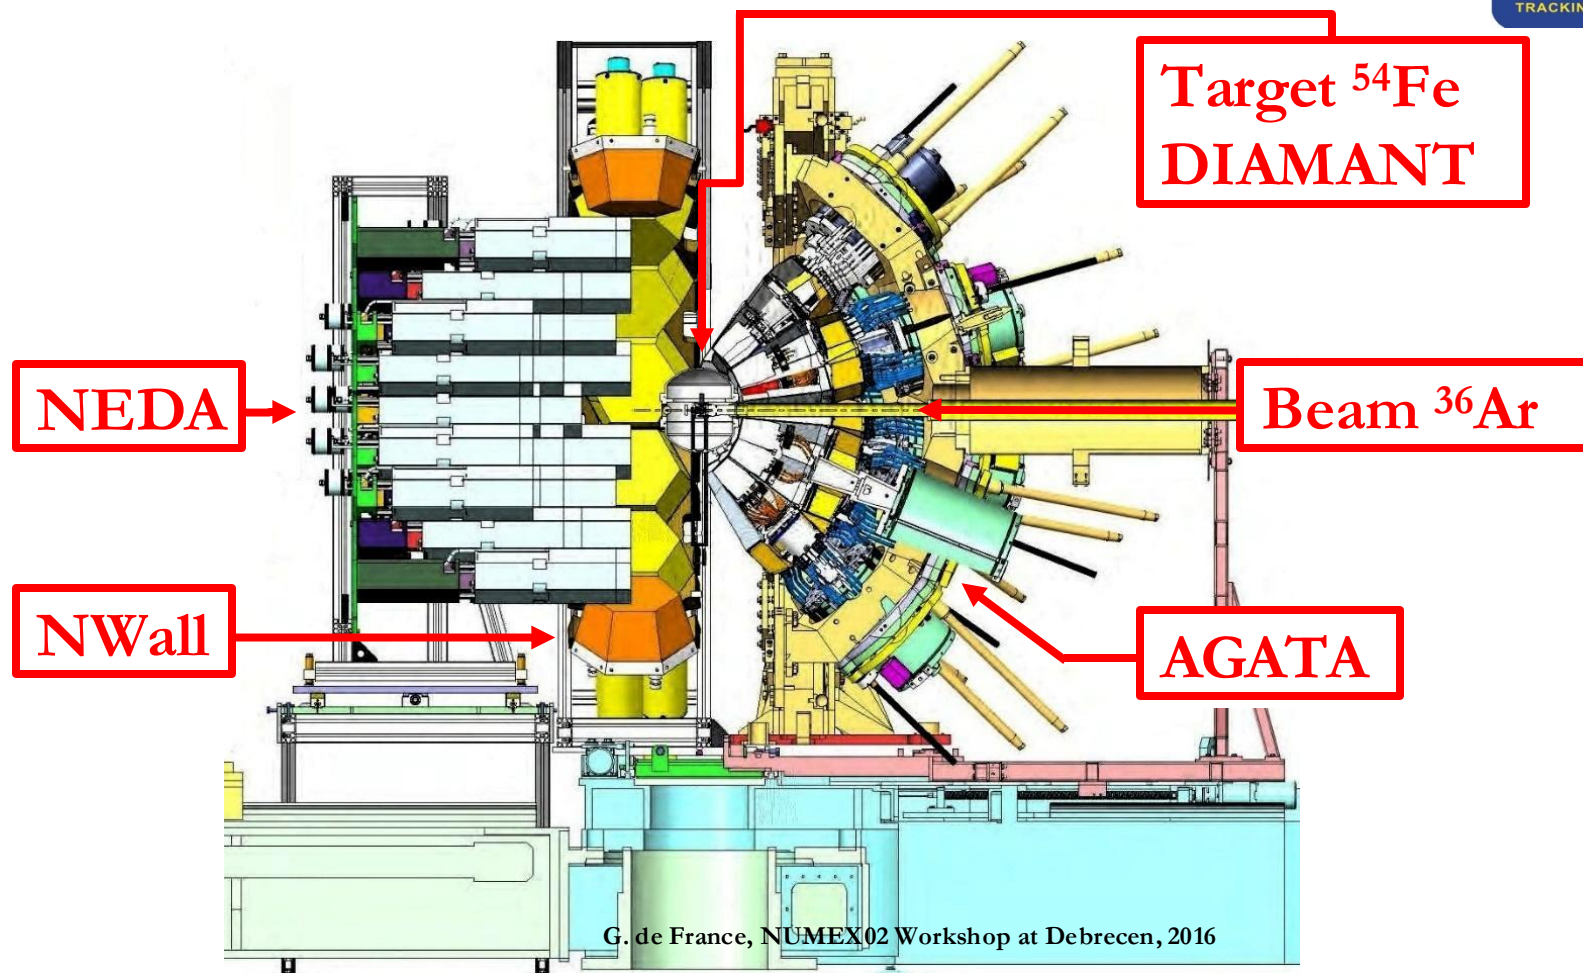 TRACKIN
Target ⁵⁴Fe
DIAMANT
NEDA
Beam ³⁶Ar
NWall
AGATA
G. de France, NUMEX02 Workshop at Debrecen, 2016